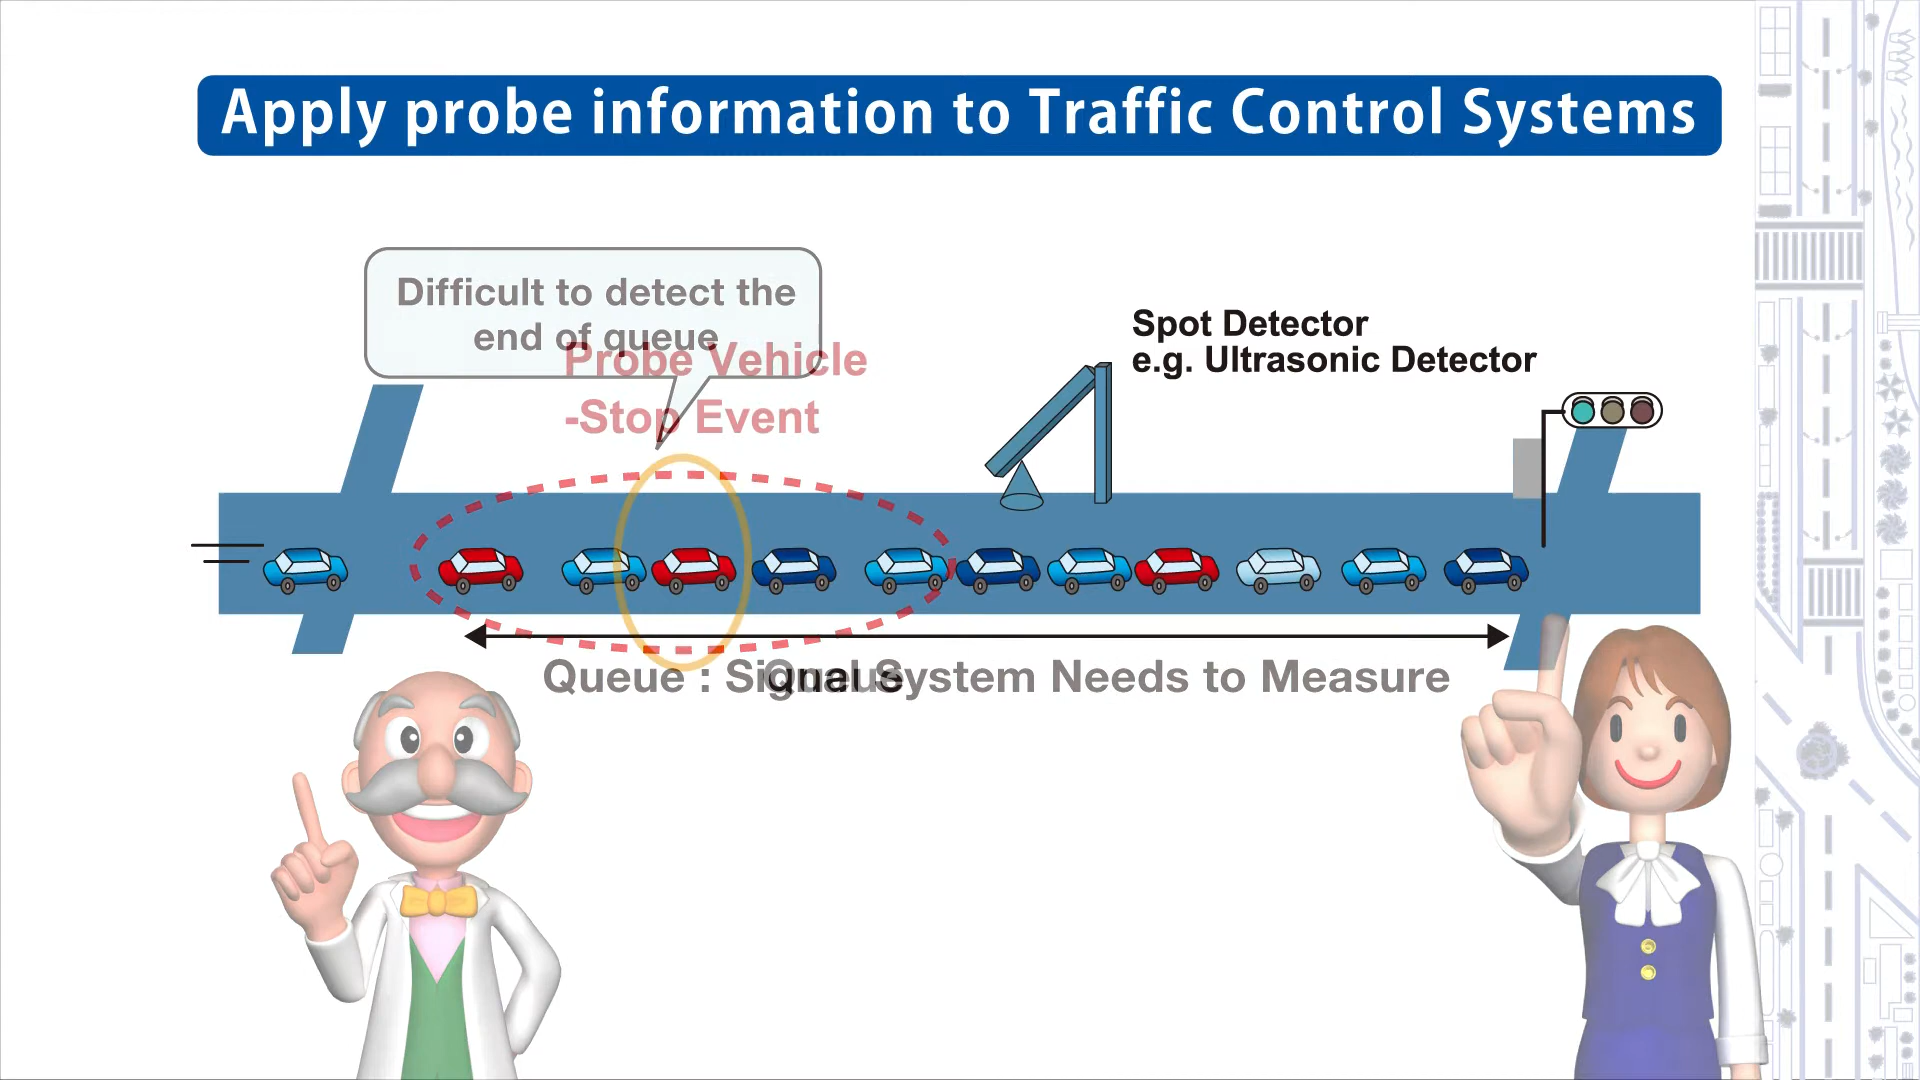 Apply probe information to Traffic Control Systems
Difficult to detect the
end of queue
Probe Vehicle
-Stop Event
Spot Detector
e.g. Ultrasonic Detector
Queue : Signal System Needs to Measure
Queue